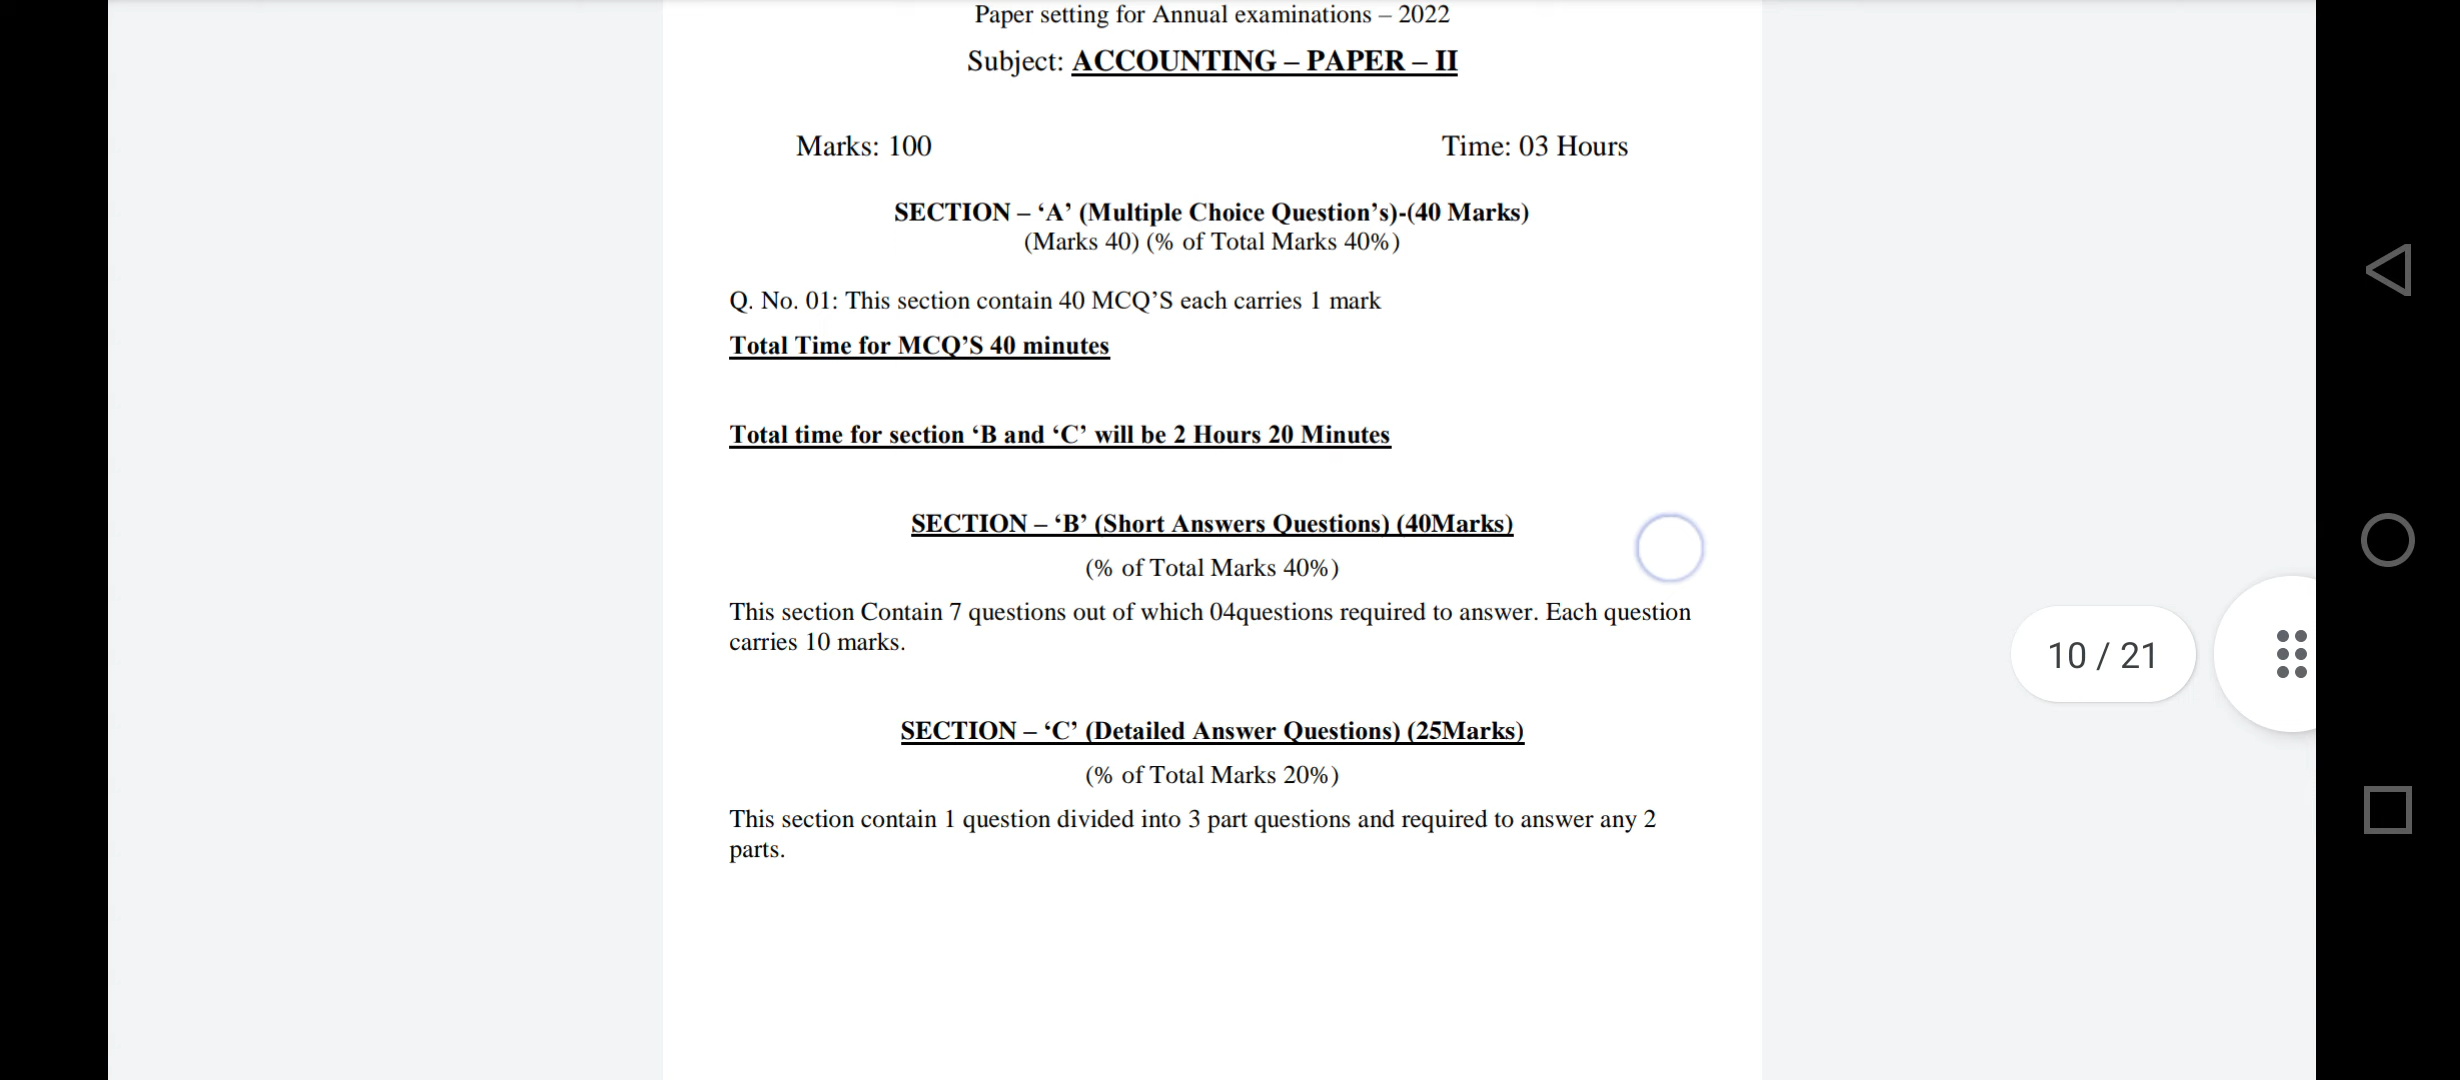 Paper setting for Annual examinations – 2022
Subject: ACCOUNTING – PAPER – II
Marks: 100 Time: 03 Hours
SECTION – ‘A’ (Multiple Choice Question’s)-(40 Marks)
(Marks 40) (% of Total Marks 40%)
Q. No. 01: This section contain 40 MCQ’S each carries 1 mark
Total Time for MCQ’S 40 minutes
Total time for section ‘B and ‘C’ will be 2 Hours 20 Minutes
SECTION – ‘B’ (Short Answers Questions) (40Marks)
(% of Total Marks 40%)
This section Contain 7 questions out of which 04questions required to answer. Each question
carries 10 marks.
10 / 21
SECTION – ‘C’ (Detailed Answer Questions) (25Marks)
(% of Total Marks 20%)
This section contain 1 question divided into 3 part questions and required to answer any 2
parts.